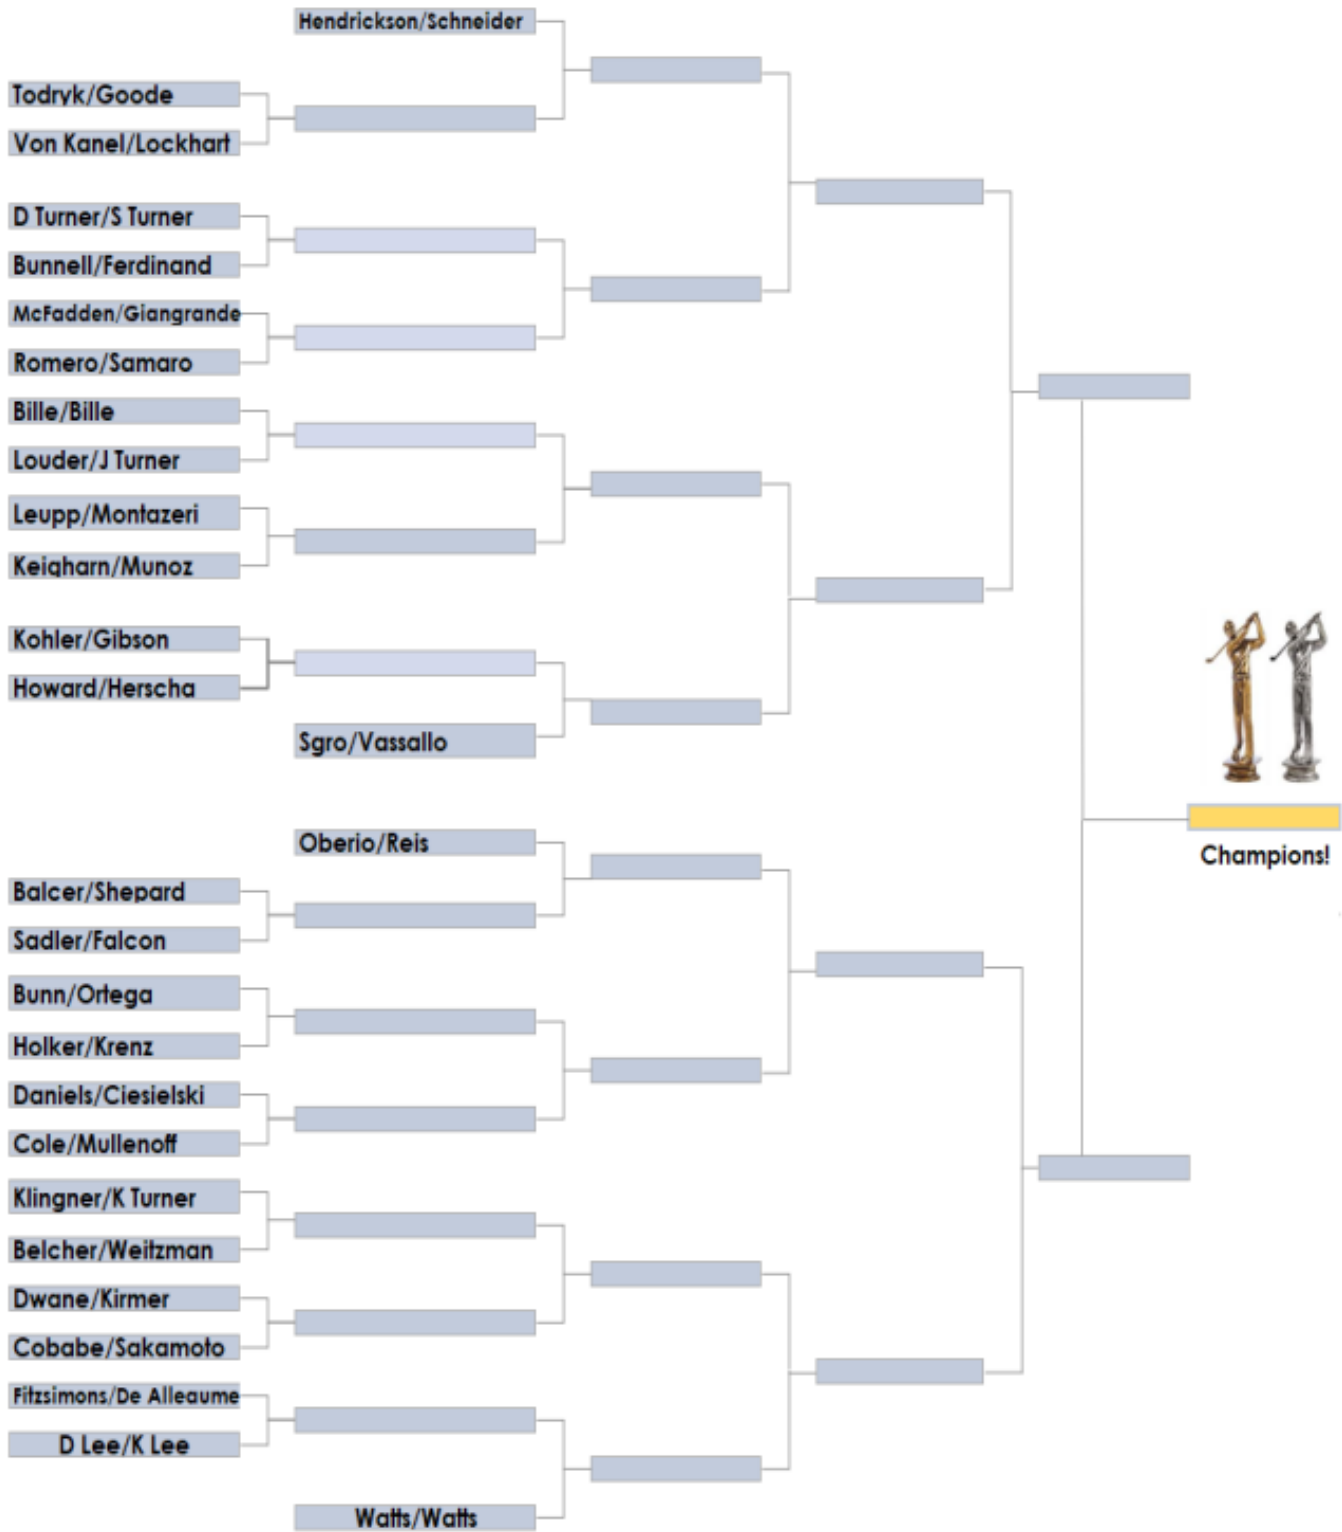 Hendrickson/Schneider
Todryk/Goode
Von Kanel/Lockhart
D Turner/S Turner
Bunnell/Ferdinand
McFadden/Giangrande
Romero/Samaro
Bille/Bille
Louder/J Turner
Leupp/Montazeri
Keigharn/Munoz
Kohler/Gibson
Howard/Herscha
Sgro/Vassallo
Oberio/Reis
Champions!
Balcer/Shepard
Sadler/Falcon
Bunn/Ortega
Holker/Krenz
Daniels/Ciesielski
Cole/Mullenoff
Klingner/K Turner
Belcher/Weitzman
Dwane/Kirmer
Cobabe/Sakamoto
Fitzsimons/De Alleaume
D Lee/K Lee
Watts/Watts